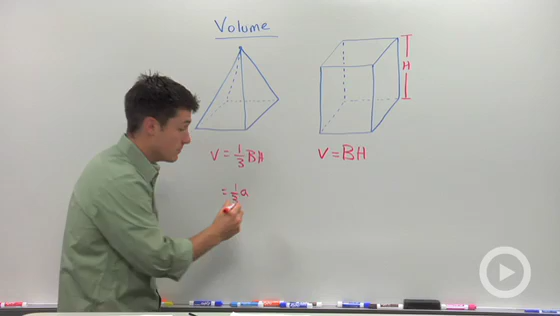 Volume
H
V = 1/3 BH
V = BH
= 1/3 a